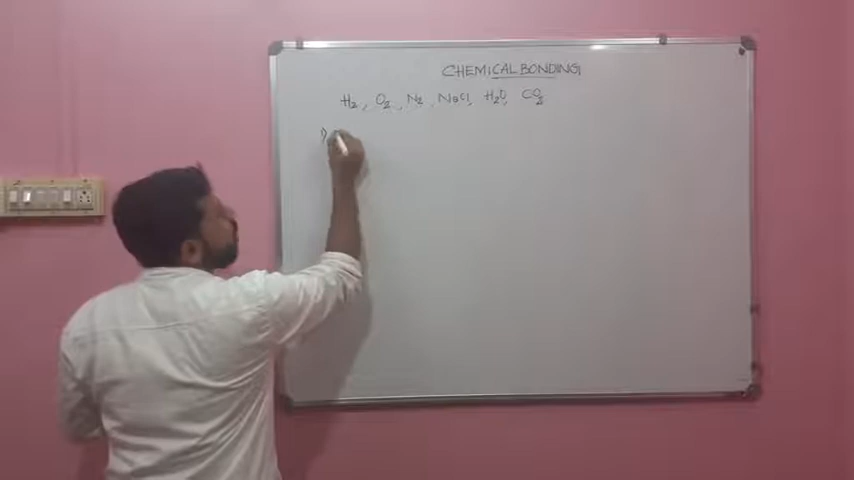 CHEMICAL BONDING
H₂, O₂, N₂, NaCl, H₂O, CO₂